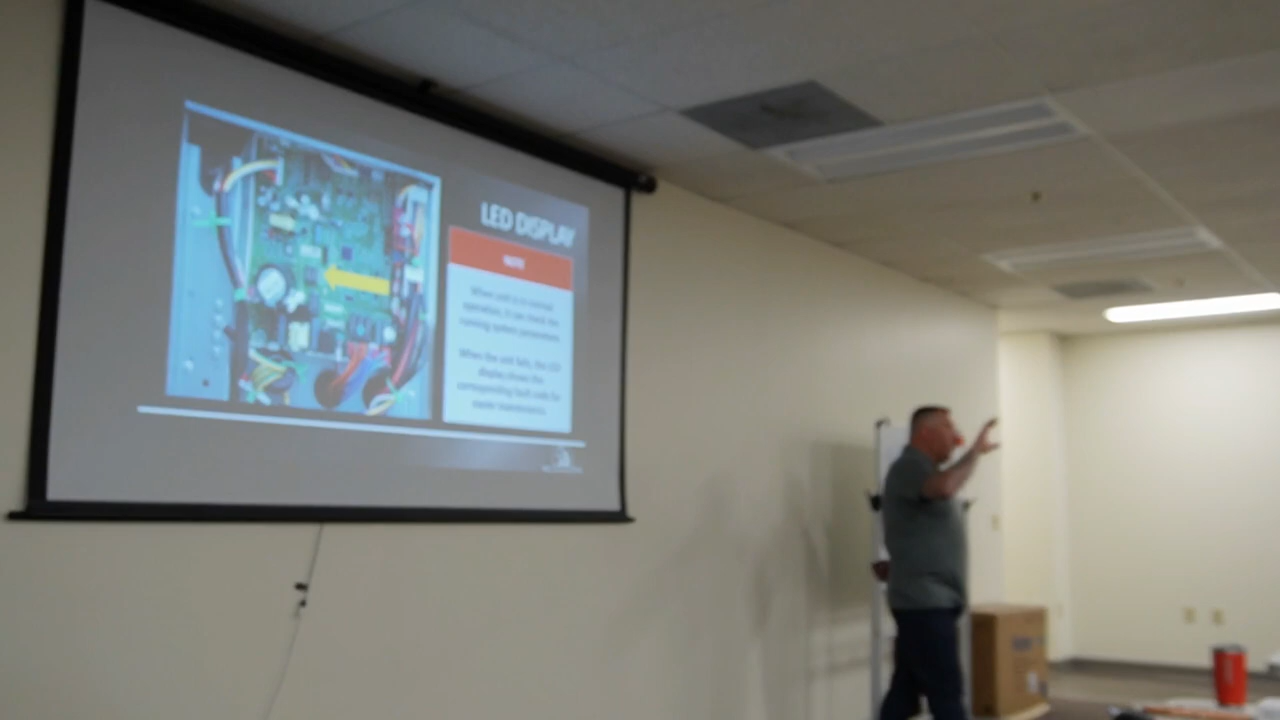 LED DISPLAY
NOTE
When unit is in normal
operation, it can check the
running system parameters
When the unit fails, the LED
display shows the
corresponding fault code for
easier maintenance.